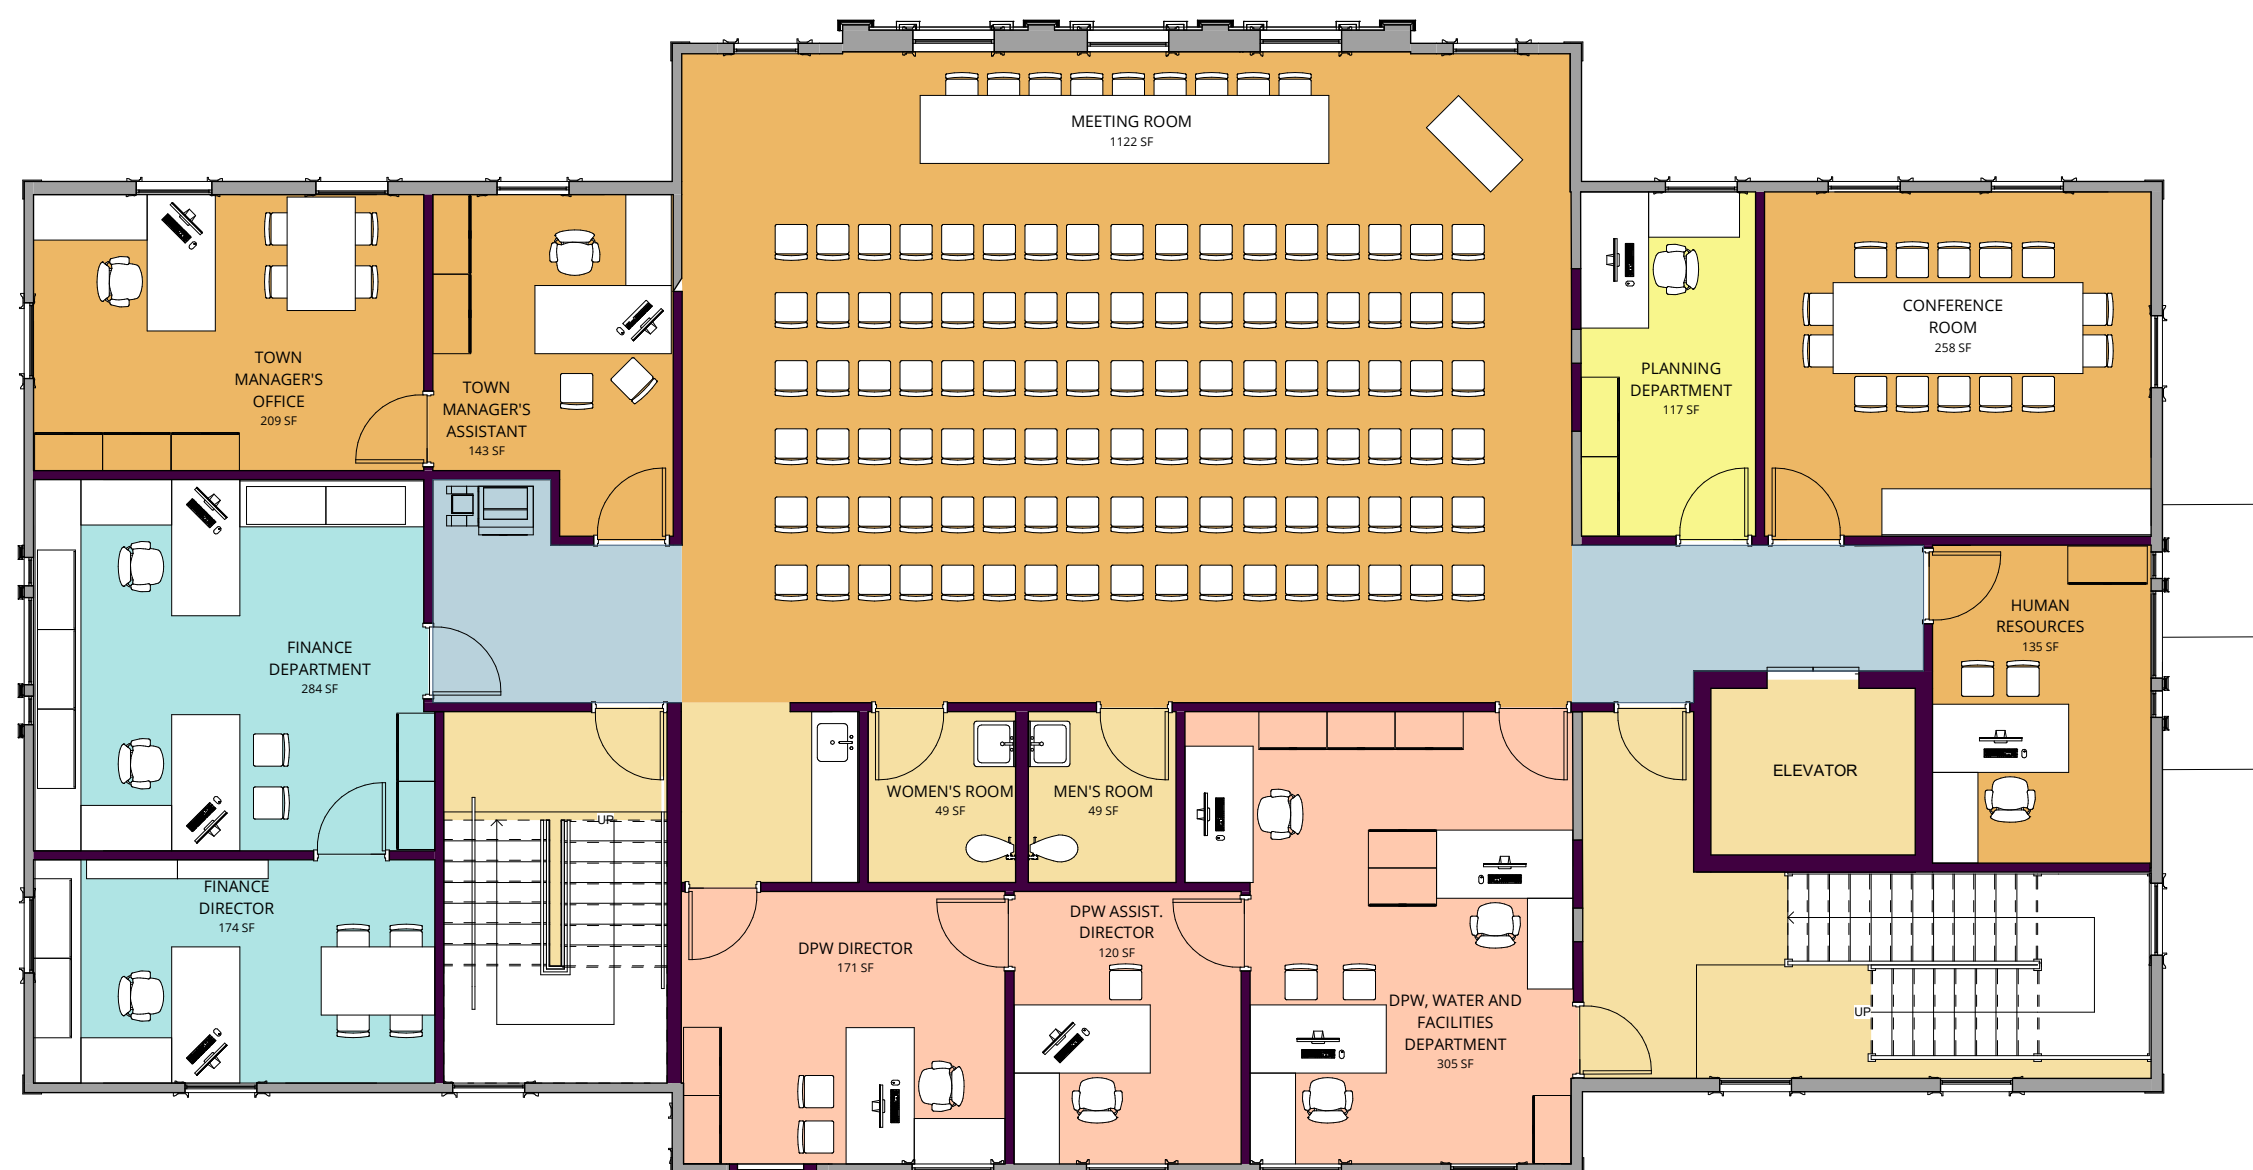 MEETING ROOM
1122 SF
TOWN
MANAGER'S
OFFICE
209 SF
TOWN
MANAGER'S
ASSISTANT
143 SF
PLANNING
DEPARTMENT
117 SF
CONFERENCE
ROOM
258 SF
FINANCE
DEPARTMENT
284 SF
HUMAN
RESOURCES
135 SF
ELEVATOR
WOMEN'S ROOM
49 SF
MEN'S ROOM
49 SF
UP
FINANCE
DIRECTOR
174 SF
DPW DIRECTOR
171 SF
DPW ASSIST.
DIRECTOR
120 SF
DPW, WATER AND
FACILITIES
DEPARTMENT
305 SF
UP